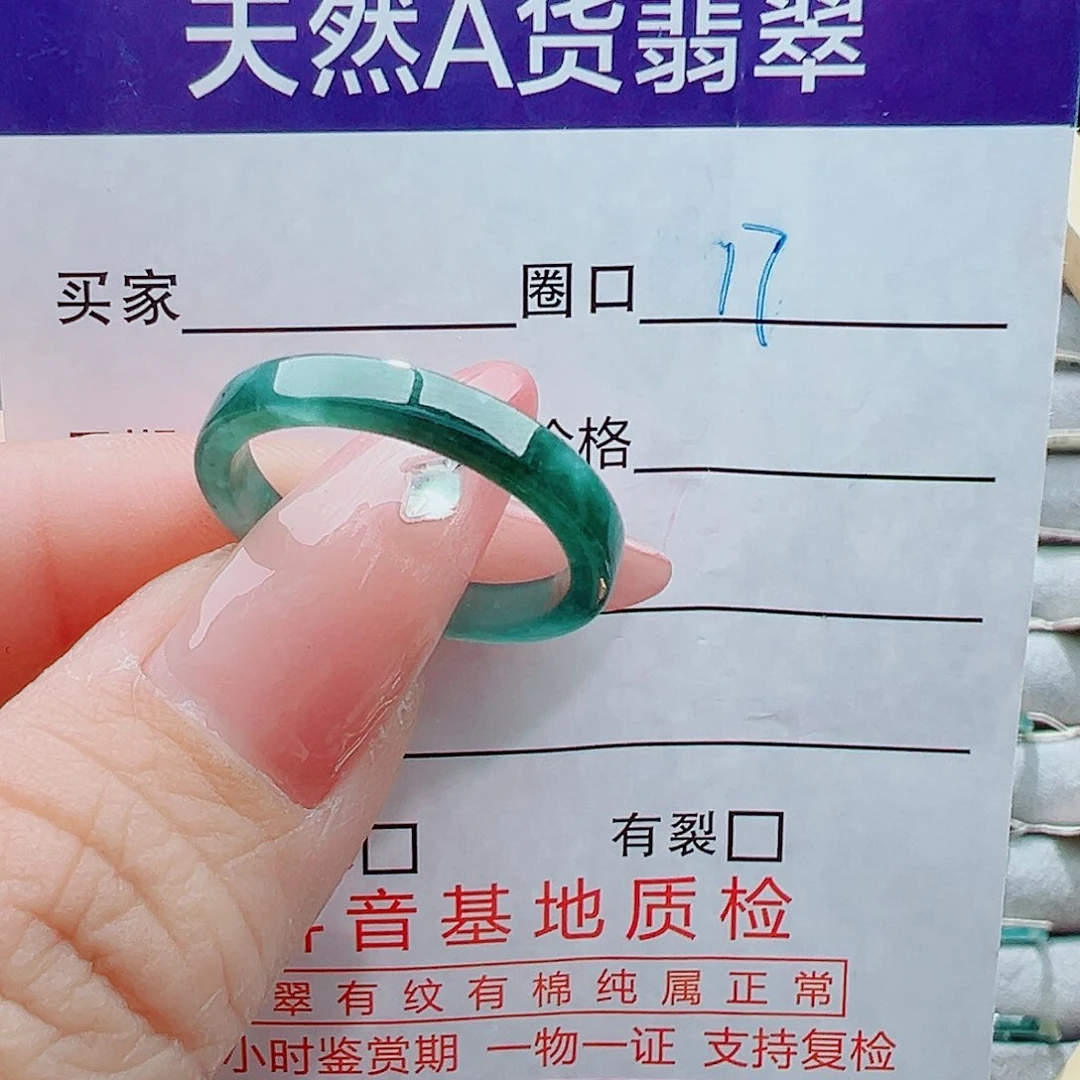 天然A货翡翠
买家 圈口 17
格
有裂
音基地质检
翠有纹有棉纯属正常
小时鉴赏期 一物一证 支持复检